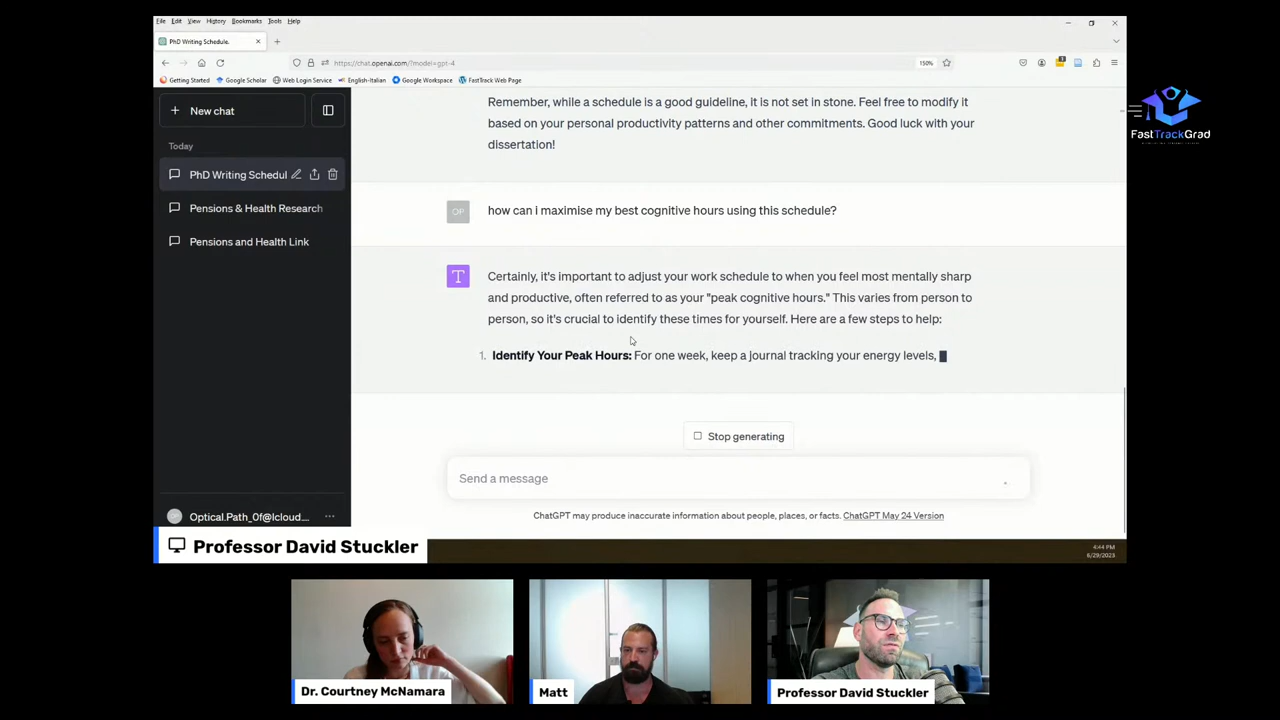 File Edit View History Bookmarks Tools Help
PhD Writing Schedule.
https://chat.openai.com/?model=gpt-4
150%
Getting Started Google Scholar Web Login Service English-Italian Google Workspace FastTrack Web Page
New chat
Today
PhD Writing Schedul
Pensions & Health Research
Pensions and Health Link
Optical.Path_0f@Icloud....
Remember, while a schedule is a good guideline, it is not set in stone. Feel free to modify it
based on your personal productivity patterns and other commitments. Good luck with your
dissertation!
OP
how can i maximise my best cognitive hours using this schedule?
T
Certainly, it's important to adjust your work schedule to when you feel most mentally sharp
and productive, often referred to as your "peak cognitive hours." This varies from person to
person, so it's crucial to identify these times for yourself. Here are a few steps to help:
1. Identify Your Peak Hours: For one week, keep a journal tracking your energy levels,
Stop generating
Send a message
ChatGPT may produce inaccurate information about people, places, or facts. ChatGPT May 24 Version
4:44 PM
6/29/2023
FastTrackGrad
Professor David Stuckler
Dr. Courtney McNamara
Matt
Professor David Stuckler